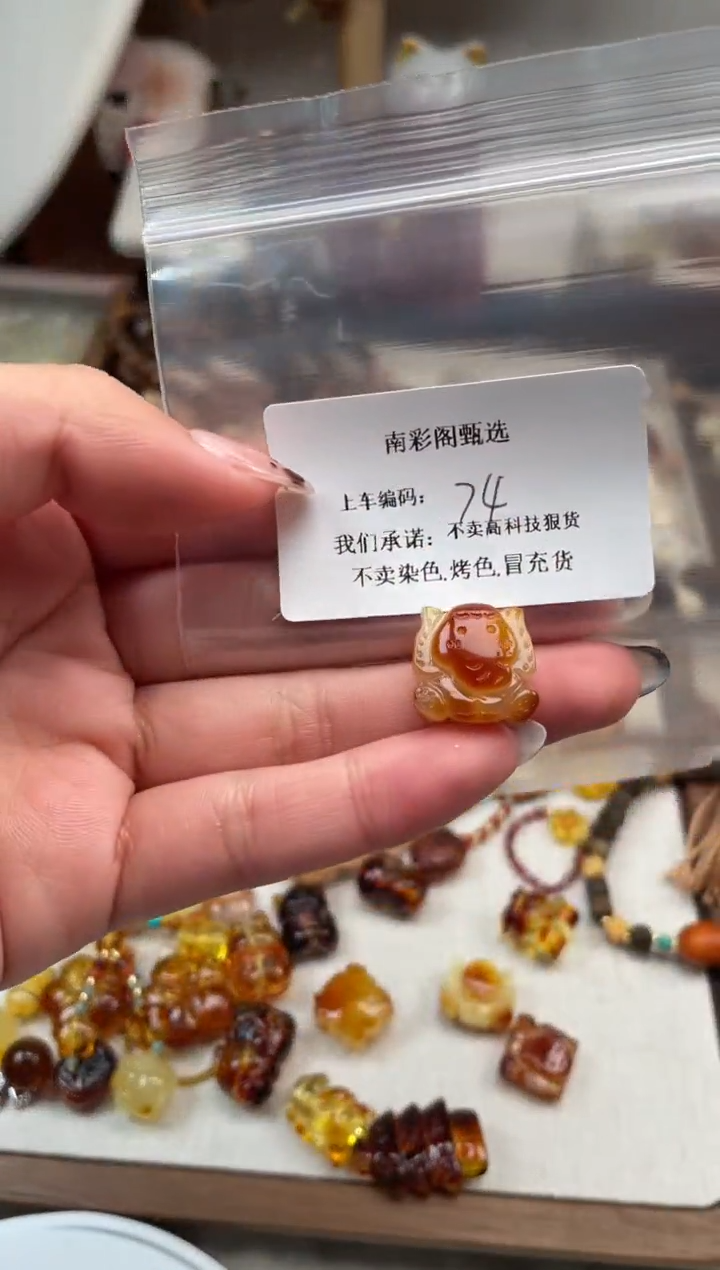 南彩阁甄选
上车编码： 74
我们承诺：不卖高科技狠货
不卖染色.烤色.冒充货